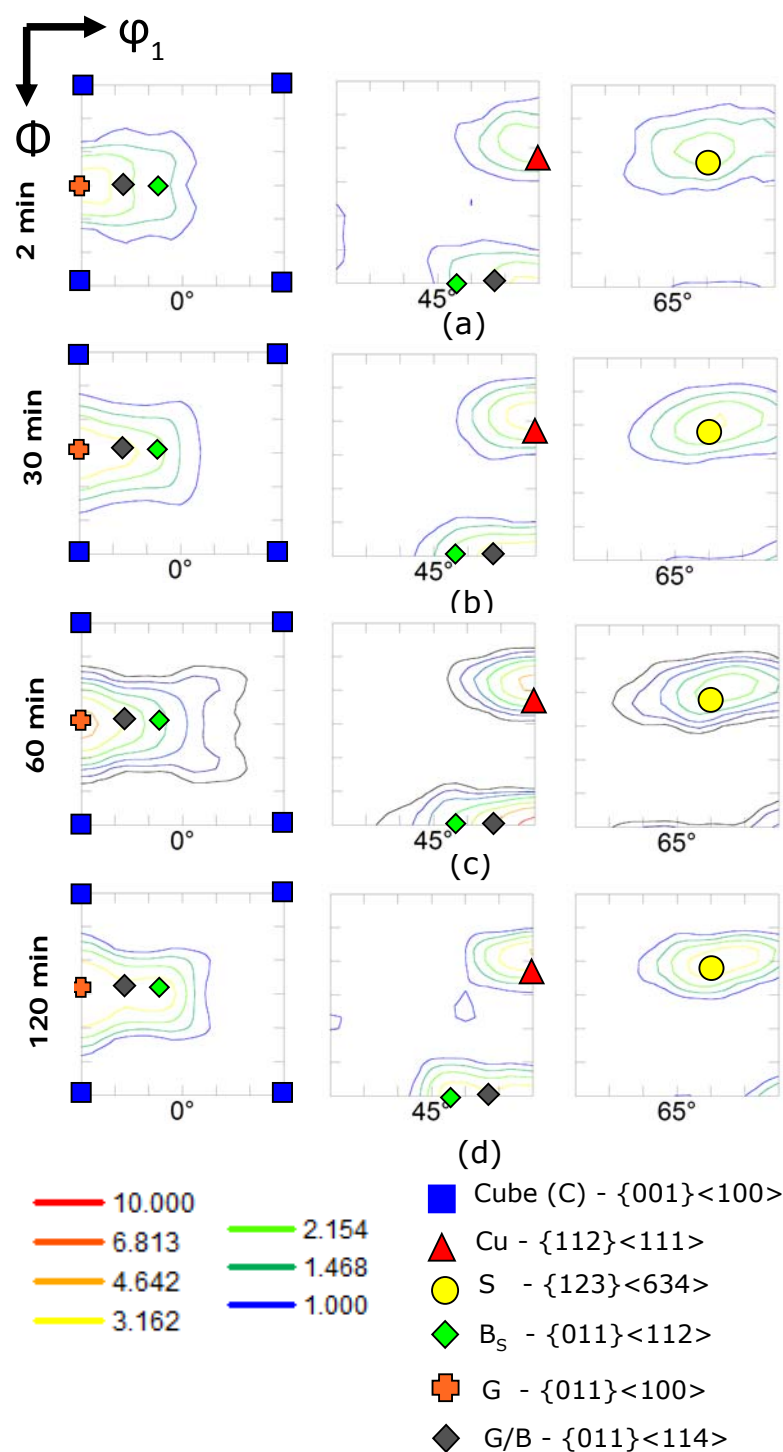 φ₁
Φ
2 min
0°
45°
65°
(a)
30 min
0°
45°
65°
(b)
60 min
0°
45°
65°
(c)
120 min
0°
45°
65°
(d)
10.000
6.813
4.642
3.162
2.154
1.468
1.000
Cube (C) - {001}<100>
Cu - {112}<111>
S - {123}<634>
B_S - {011}<112>
G - {011}<100>
G/B - {011}<114>